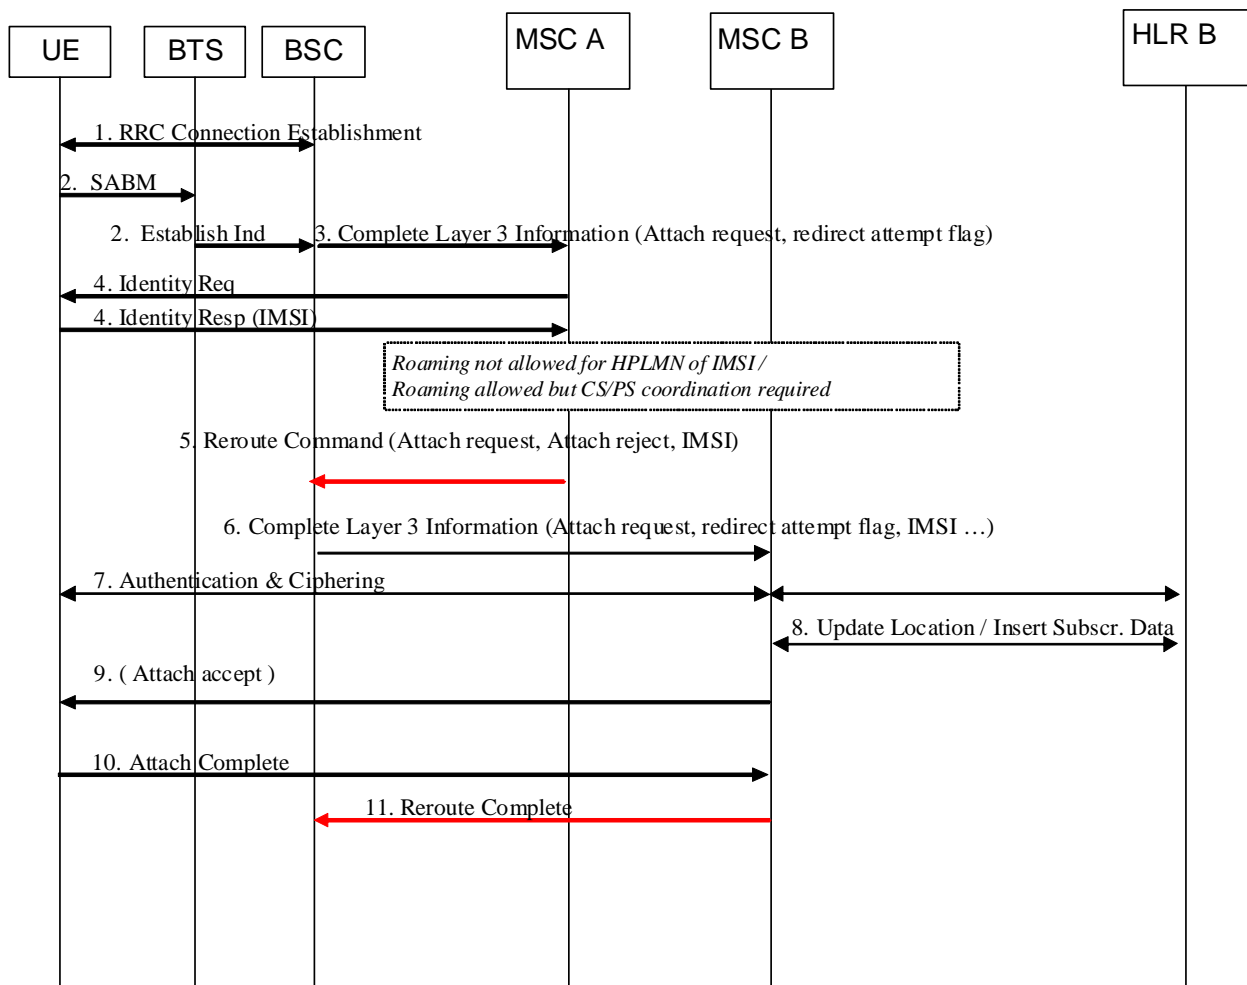 UE
BTS
BSC
MSC A
MSC B
HLR B
1. RRC Connection Establishment
2. SABM
2. Establish Ind
3. Complete Layer 3 Information (Attach request, redirect attempt flag)
4. Identity Req
4. Identity Resp (IMSI)
Roaming not allowed for HPLMN of IMSI /
Roaming allowed but CS/PS coordination required
5. Reroute Command (Attach request, Attach reject, IMSI)
6. Complete Layer 3 Information (Attach request, redirect attempt flag, IMSI …)
7. Authentication & Ciphering
8. Update Location / Insert Subscr. Data
9. ( Attach accept )
10. Attach Complete
11. Reroute Complete